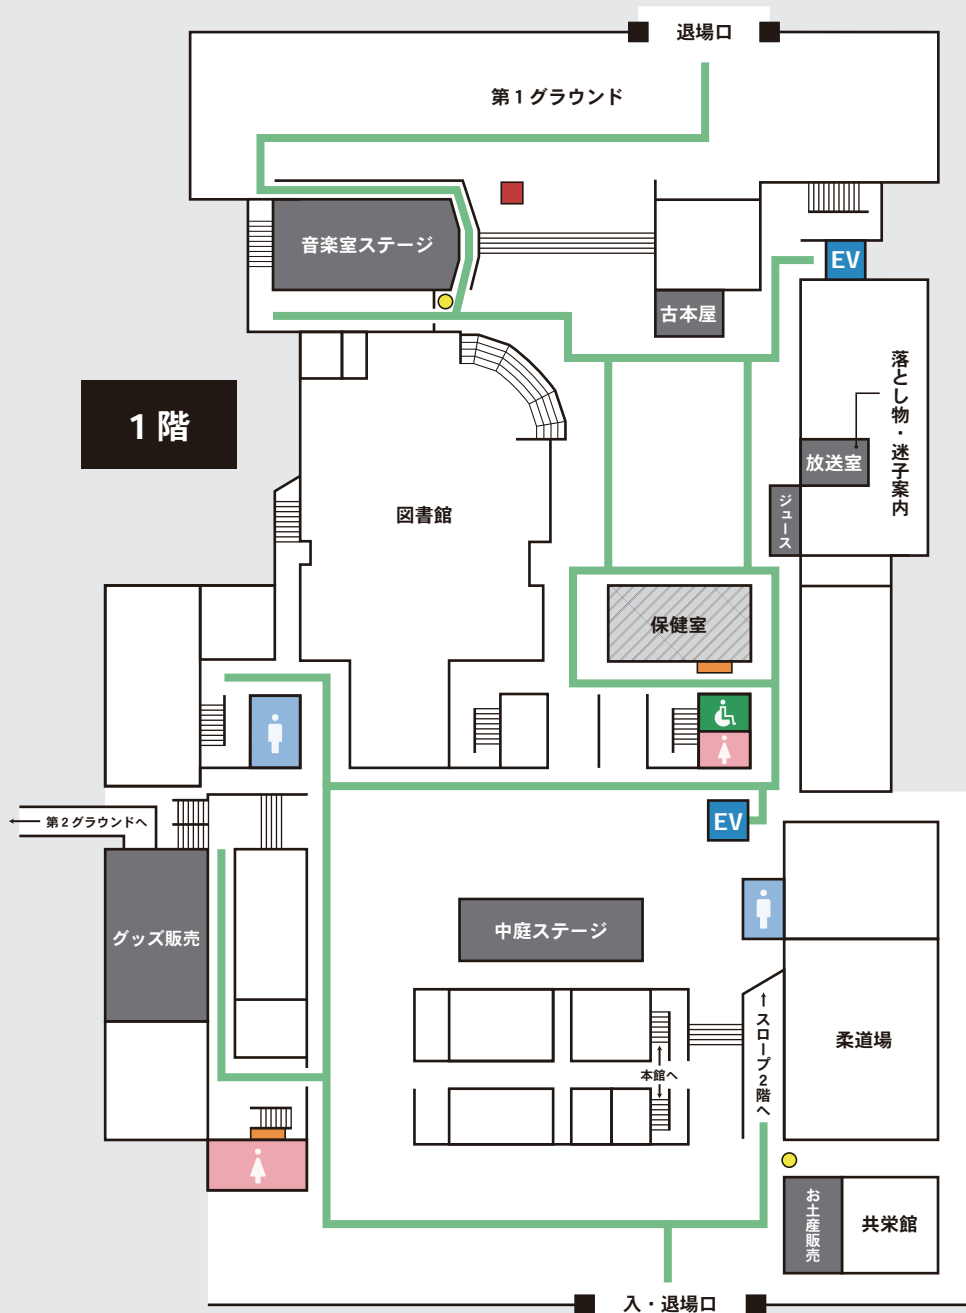 退場口
第1グラウンド
音楽室ステージ
EV
古本屋
落とし物・迷子案内
1階
放送室
ジュース
図書館
保健室
第2グラウンドへ
EV
グッズ販売
中庭ステージ
スロープ2階へ
柔道場
本館へ
お土産販売
共栄館
入・退場口